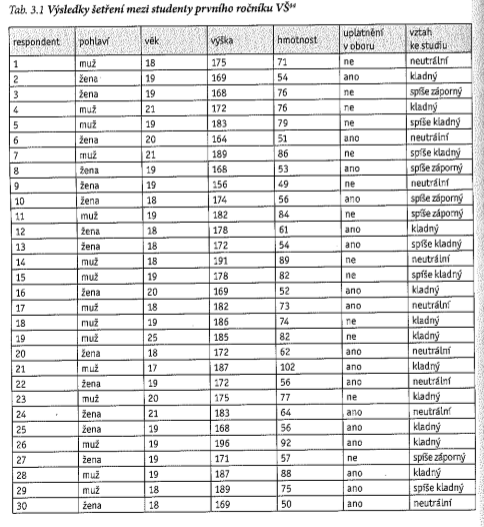 Tab. 3.1 Výsledky šetření mezi studenty prvního ročníku VŠ
respondent pohlaví věk výška hmotnost uplatnění v oboru vztah ke studiu
1 muž 18 175 71 ne neutrální
2 žena 19 169 54 ano kladný
3 žena 19 168 76 ne spíše záporný
4 muž 21 172 76 ne kladný
5 muž 19 183 79 ne spíše kladný
6 žena 20 164 51 ano neutrální
7 muž 21 189 86 ne spíše kladný
8 žena 19 168 53 ano spíše záporný
9 žena 19 156 49 ne neutrální
10 žena 18 174 56 ano spíše záporný
11 muž 19 182 84 ne spíše záporný
12 žena 18 178 61 ano kladný
13 žena 18 172 54 ano spíše kladný
14 muž 18 191 89 ne neutrální
15 muž 19 178 82 ne spíše kladný
16 žena 20 169 52 ano kladný
17 muž 18 182 73 ano neutrální
18 muž 19 186 74 ne kladný
19 muž 25 185 82 ne kladný
20 žena 18 172 62 ano neutrální
21 muž 17 187 102 ano kladný
22 žena 19 172 56 ano neutrální
23 muž 20 175 77 ne kladný
24 žena 21 183 64 ano neutrální
25 žena 19 168 56 ano kladný
26 muž 19 196 92 ano kladný
27 žena 19 171 57 ne spíše záporný
28 muž 19 187 88 ano kladný
29 muž 18 189 75 ano spíše kladný
30 žena 18 169 50 ano neutrální